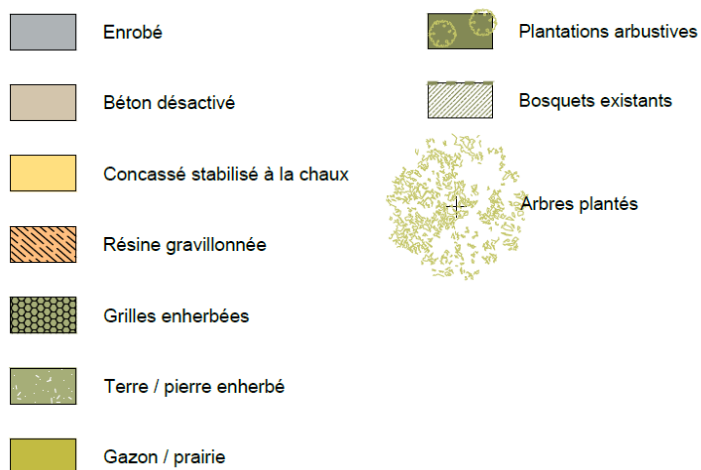 Enrobé
Béton désactivé
Concassé stabilisé à la chaux
Résine gravillonnée
Grilles enherbées
Terre / pierre enherbé
Gazon / prairie
Plantations arbustives
Bosquets existants
Arbres plantés